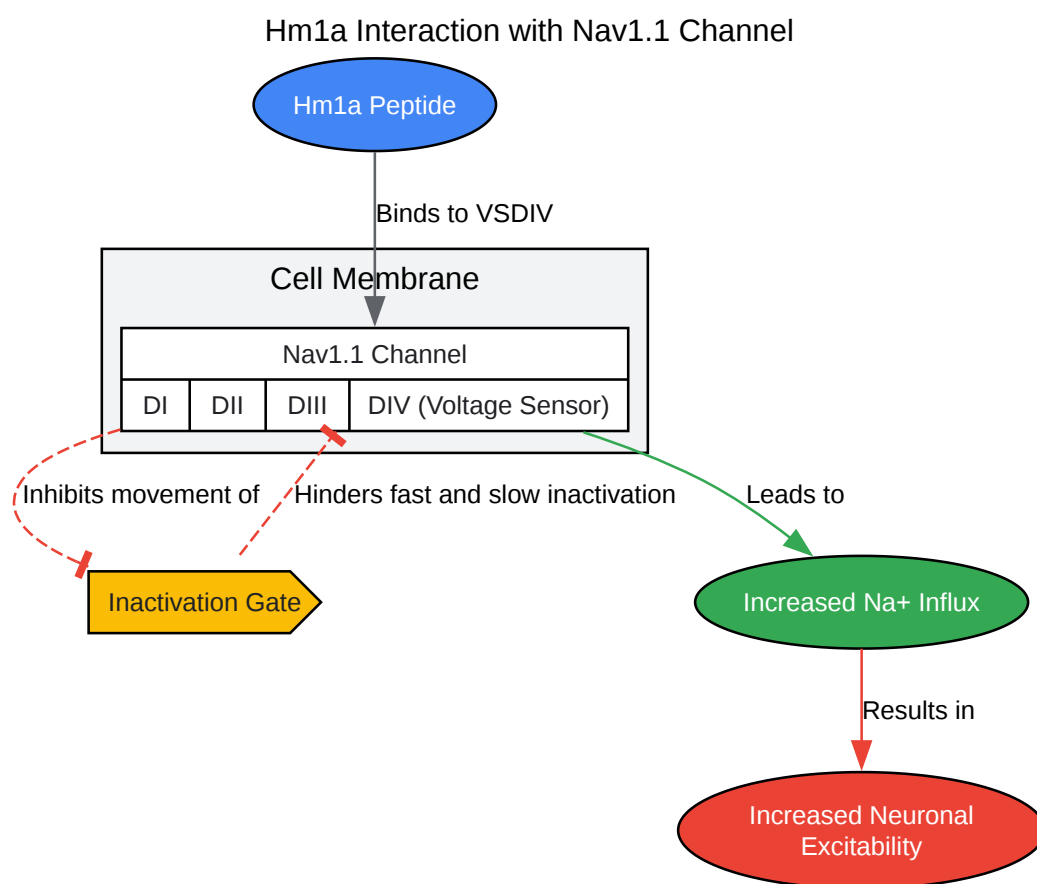 Hm1a Interaction with Nav1.1 Channel
Hm1a Peptide
Binds to VSDIV
Cell Membrane
Nav1.1 Channel
DI
DII
DIII
DIV (Voltage Sensor)
Inhibits movement of
Hinders fast and slow inactivation
Leads to
Inactivation Gate
Increased Na+ Influx
Results in
Increased Neuronal
Excitability